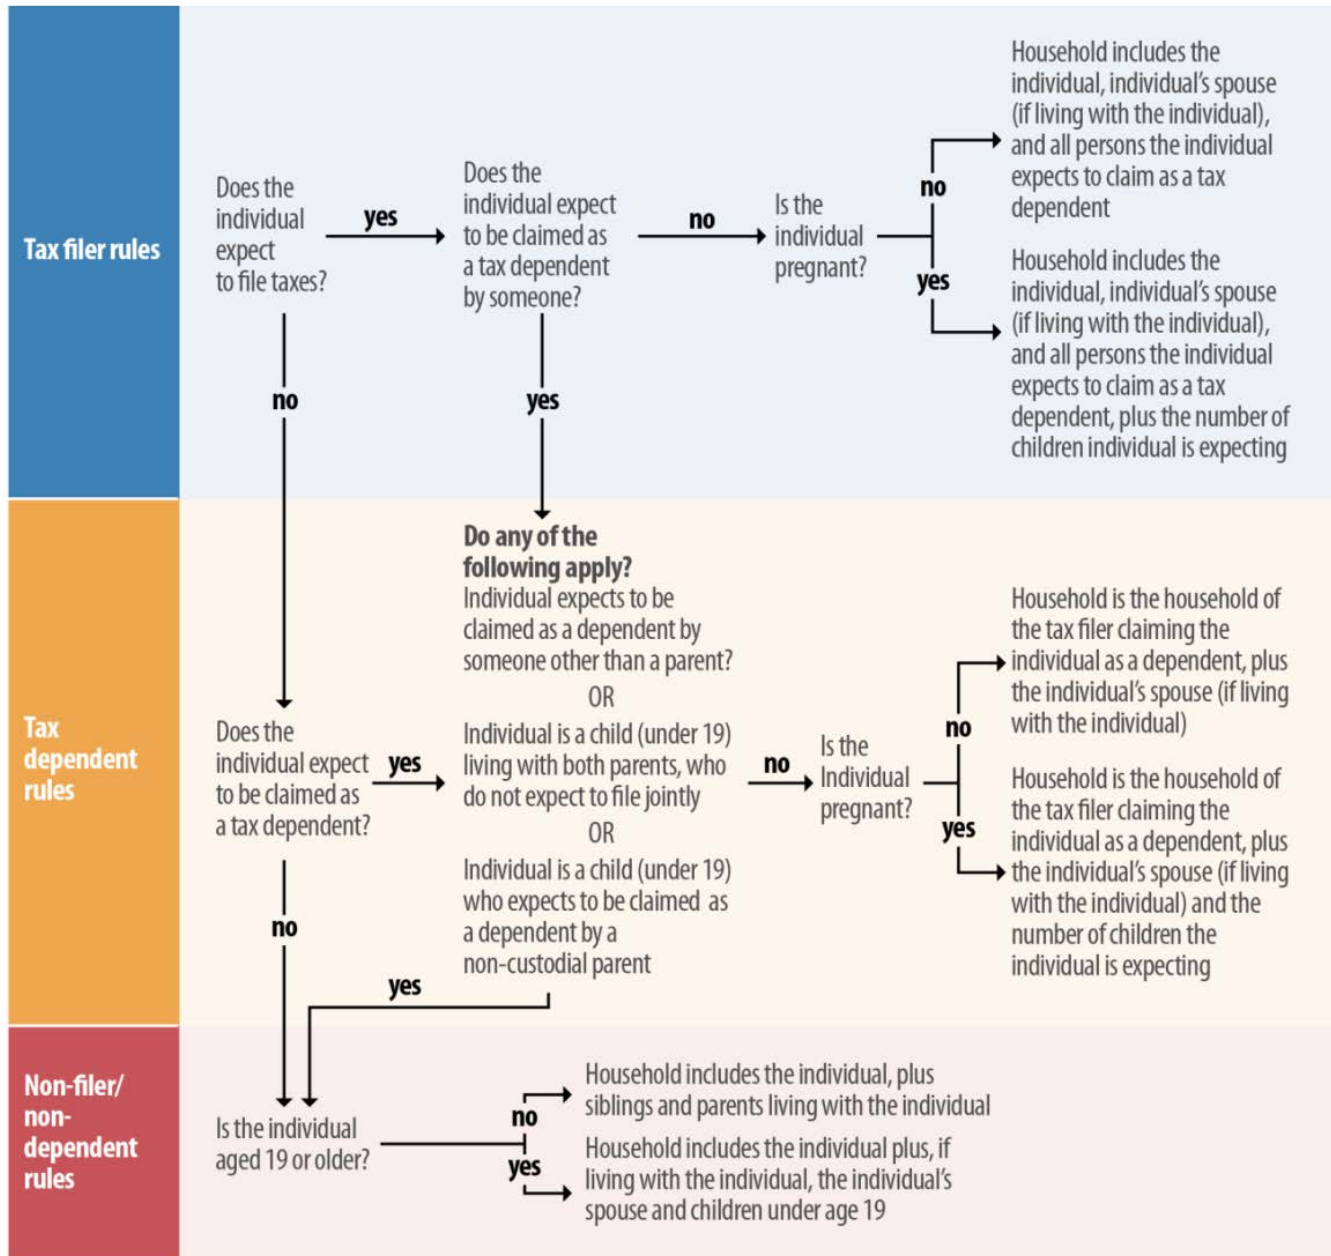 Tax filer rules
Does the
individual
expect
to file taxes?
yes
no
Does the
individual expect
to be claimed as
a tax dependent
by someone?
no
yes
Is the
individual
pregnant?
no
yes
Household includes the
individual, individual's spouse
(if living with the individual),
and all persons the individual
expects to claim as a tax
dependent
Household includes the
individual, individual's spouse
(if living with the individual),
and all persons the individual
expects to claim as a tax
dependent, plus the number of
children individual is expecting
Tax
dependent
rules
Does the
individual expect
to be claimed as
a tax dependent?
yes
no
Do any of the
following apply?
Individual expects to be
claimed as a dependent by
someone other than a parent?
OR
Individual is a child (under 19)
living with both parents, who
do not expect to file jointly
OR
Individual is a child (under 19)
who expects to be claimed as
a dependent by a
non-custodial parent
yes
no
Is the
Individual
pregnant?
no
yes
Household is the household of
the tax filer claiming the
individual as a dependent, plus
the individual's spouse (if living
with the individual)
Household is the household of
the tax filer claiming the
individual as a dependent, plus
the individual's spouse (if living
with the individual) and the
number of children the
individual is expecting
Non-filer/
non-
dependent
rules
Is the individual
aged 19 or older?
no
yes
Household includes the individual, plus
siblings and parents living with the individual
Household includes the individual plus, if
living with the individual, the individual's
spouse and children under age 19